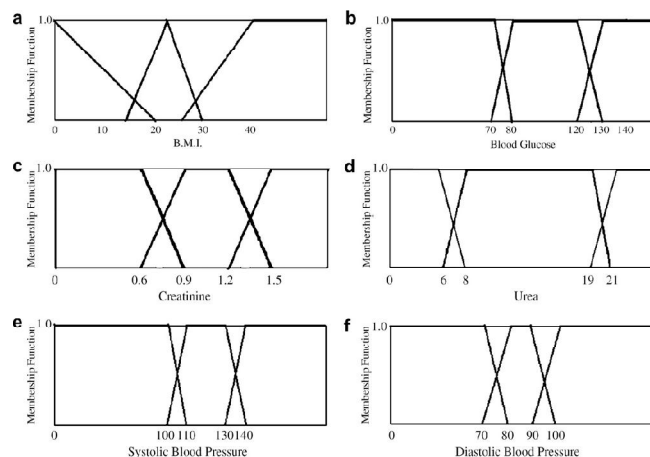 a
Membership Function
1.0
0 10 20 30 40
B.M.I.
b
Membership Function
1.0
0 70 80 120 130 140
Blood Glucose
c
Membership Function
1.0
0 0.6 0.9 1.2 1.5
Creatinine
d
Membership Function
1.0
0 6 8 19 21
Urea
e
Membership Function
1.0
0 100 110 130 140
Systolic Blood Pressure
f
Membership Function
1.0
0 70 80 90 100
Diastolic Blood Pressure